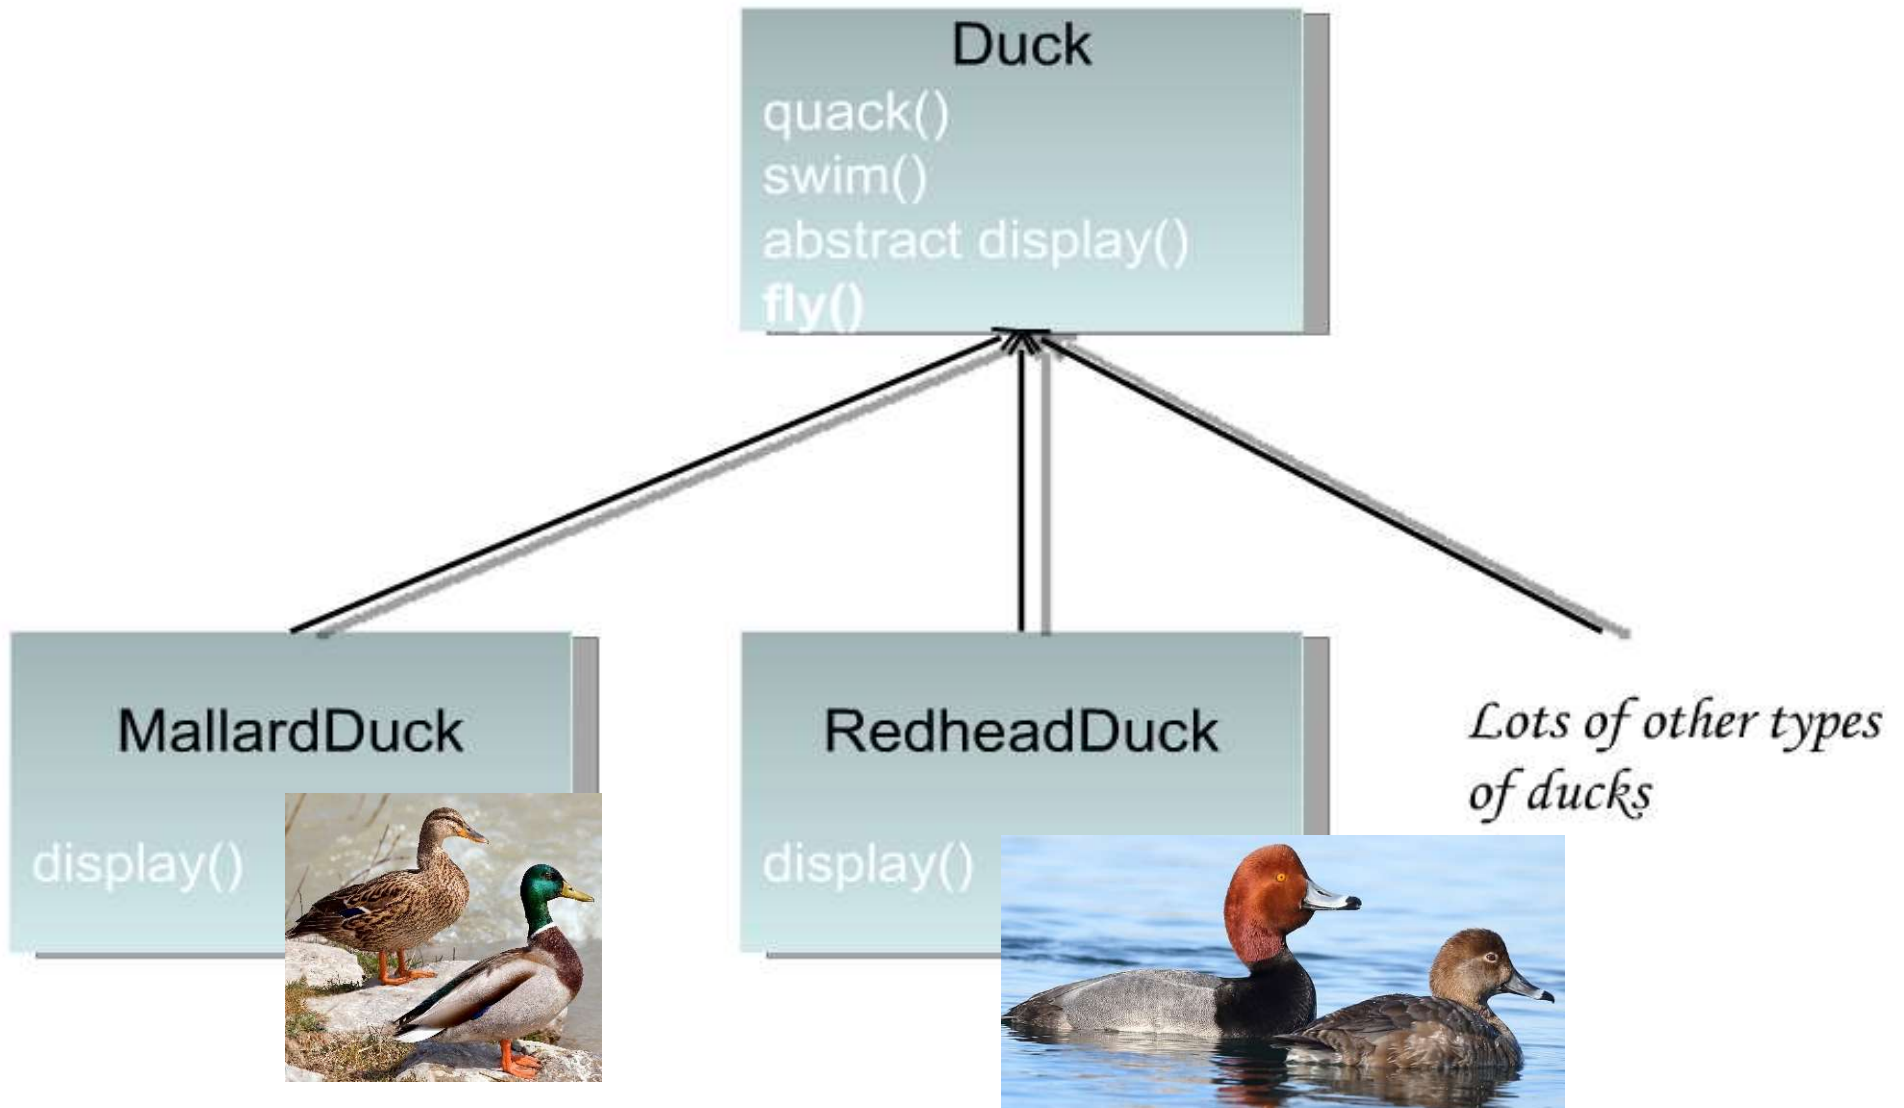 Duck
quack()
swim()
abstract display()
fly()
MallardDuck
display()
RedheadDuck
display()
Lots of other types
of ducks